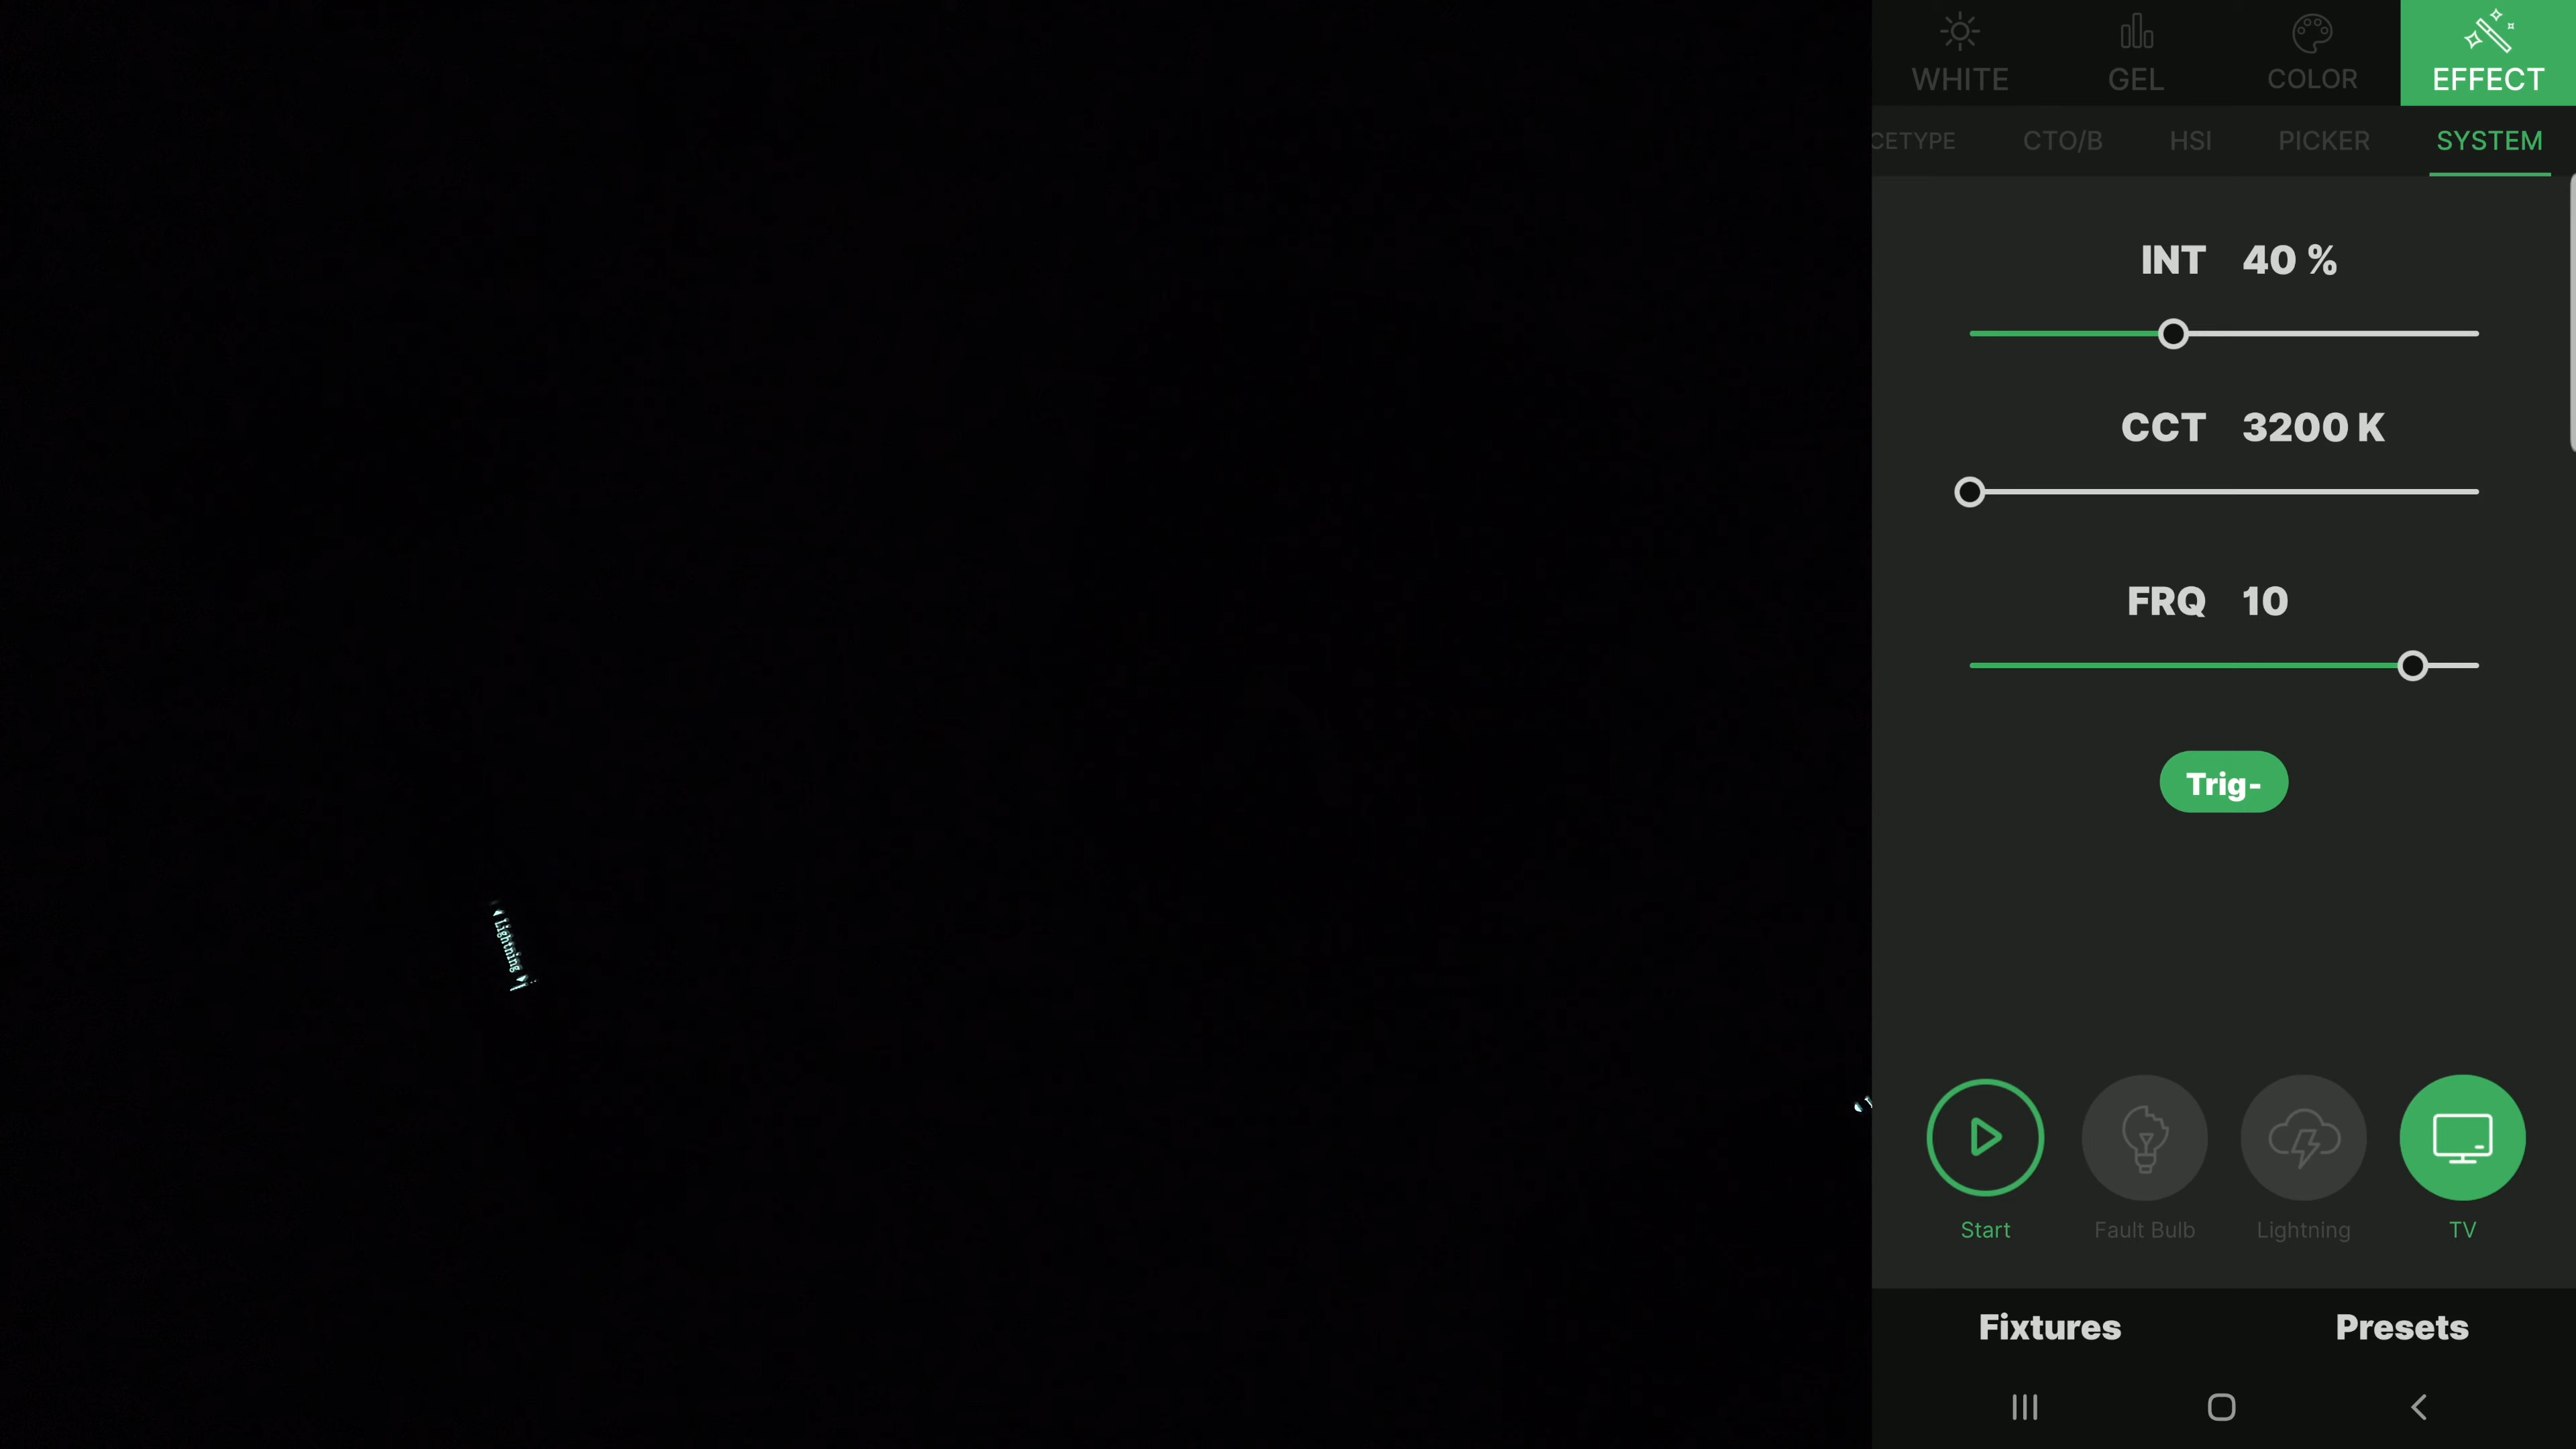 WHITE GEL COLOR EFFECT
CETYPE CTO/B HSI PICKER SYSTEM
INT 40 %
CCT 3200 K
FRQ 10
Trig-
Lightning
Start Fault Bulb Lightning TV
Fixtures Presets